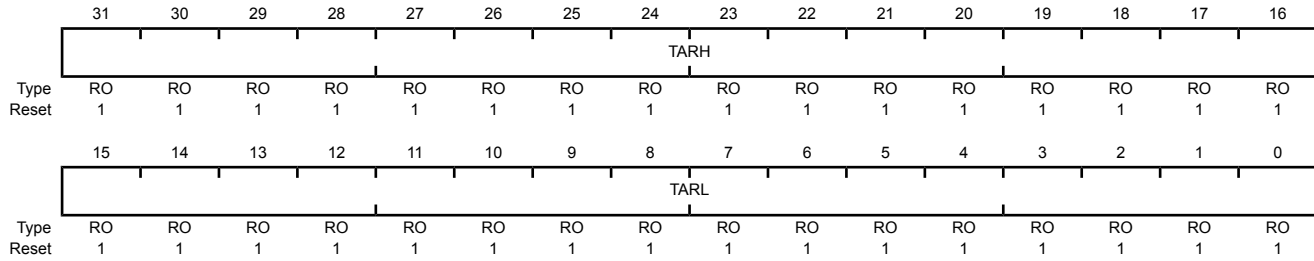 31 30 29 28 27 26 25 24 23 22 21 20 19 18 17 16
TARH
Type RO RO RO RO RO RO RO RO RO RO RO RO RO RO RO RO
Reset 1 1 1 1 1 1 1 1 1 1 1 1 1 1 1 1
15 14 13 12 11 10 9 8 7 6 5 4 3 2 1 0
TARL
Type RO RO RO RO RO RO RO RO RO RO RO RO RO RO RO RO
Reset 1 1 1 1 1 1 1 1 1 1 1 1 1 1 1 1